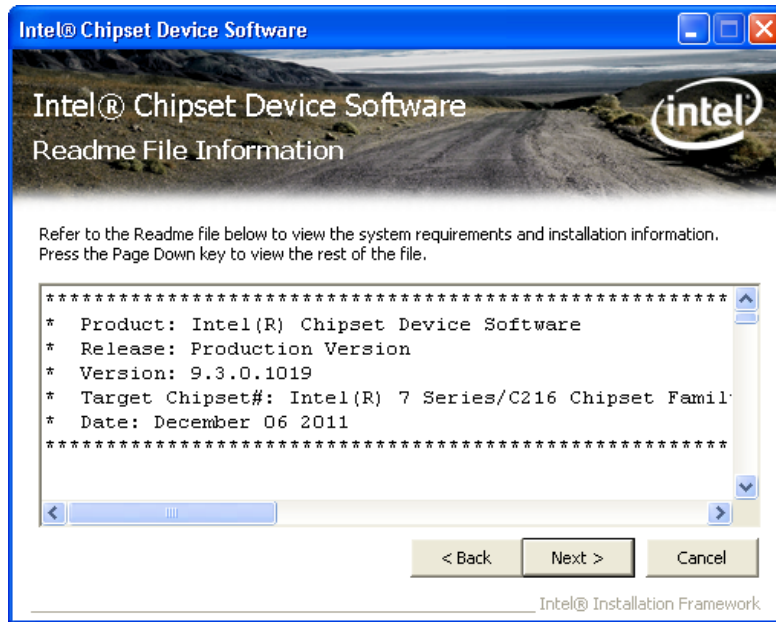 Intel® Chipset Device Software
Intel® Chipset Device Software
intel
Readme File Information
Refer to the Readme file below to view the system requirements and installation information.
Press the Page Down key to view the rest of the file.
********************************************************
* Product: Intel(R) Chipset Device Software
* Release: Production Version
* Version: 9.3.0.1019
* Target Chipset#: Intel(R) 7 Series/C216 Chipset Famil
* Date: December 06 2011
********************************************************
< Back Next > Cancel
Intel® Installation Framework